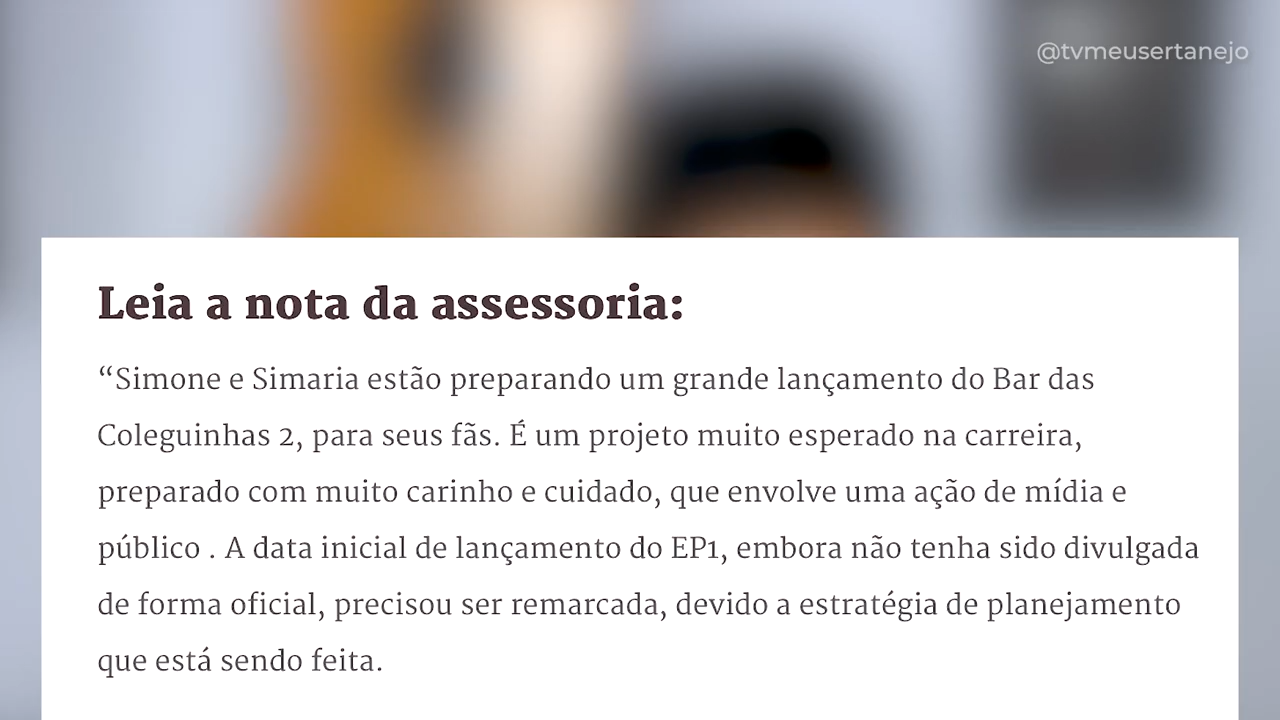 @tvmeusertanejo
Leia a nota da assessoria:
“Simone e Simaria estão preparando um grande lançamento do Bar das
Coleguinhas 2, para seus fãs. É um projeto muito esperado na carreira,
preparado com muito carinho e cuidado, que envolve uma ação de mídia e
público . A data inicial de lançamento do EP1, embora não tenha sido divulgada
de forma oficial, precisou ser remarcada, devido a estratégia de planejamento
que está sendo feita.